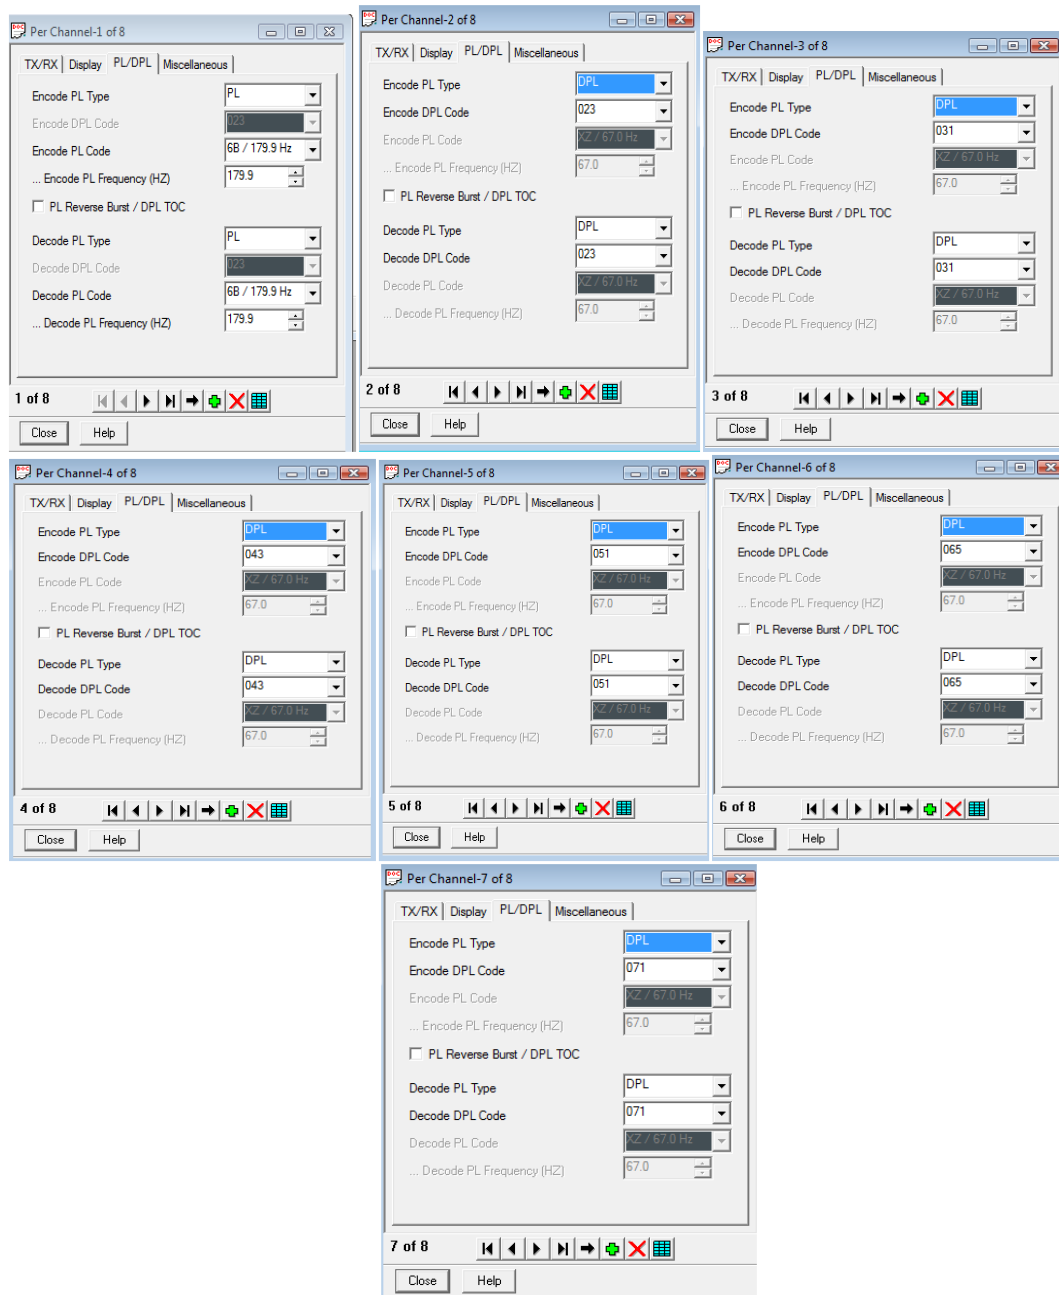 Per Channel-1 of 8
TX/RX Display PL/DPL Miscellaneous
Encode PL Type PL
Encode DPL Code 023
Encode PL Code 6B / 179.9 Hz
... Encode PL Frequency (HZ) 179.9
PL Reverse Burst / DPL TOC
Decode PL Type PL
Decode DPL Code 023
Decode PL Code 6B / 179.9 Hz
... Decode PL Frequency (HZ) 179.9
1 of 8
Close Help
Per Channel-2 of 8
TX/RX Display PL/DPL Miscellaneous
Encode PL Type DPL
Encode DPL Code 023
Encode PL Code XZ / 67.0 Hz
... Encode PL Frequency (HZ) 67.0
PL Reverse Burst / DPL TOC
Decode PL Type DPL
Decode DPL Code 023
Decode PL Code XZ / 67.0 Hz
... Decode PL Frequency (HZ) 67.0
2 of 8
Close Help
Per Channel-3 of 8
TX/RX Display PL/DPL Miscellaneous
Encode PL Type DPL
Encode DPL Code 031
Encode PL Code XZ / 67.0 Hz
... Encode PL Frequency (HZ) 67.0
PL Reverse Burst / DPL TOC
Decode PL Type DPL
Decode DPL Code 031
Decode PL Code XZ / 67.0 Hz
... Decode PL Frequency (HZ) 67.0
3 of 8
Close Help
Per Channel-4 of 8
TX/RX Display PL/DPL Miscellaneous
Encode PL Type DPL
Encode DPL Code 043
Encode PL Code XZ / 67.0 Hz
... Encode PL Frequency (HZ) 67.0
PL Reverse Burst / DPL TOC
Decode PL Type DPL
Decode DPL Code 043
Decode PL Code XZ / 67.0 Hz
... Decode PL Frequency (HZ) 67.0
4 of 8
Close Help
Per Channel-5 of 8
TX/RX Display PL/DPL Miscellaneous
Encode PL Type DPL
Encode DPL Code 051
Encode PL Code XZ / 67.0 Hz
... Encode PL Frequency (HZ) 67.0
PL Reverse Burst / DPL TOC
Decode PL Type DPL
Decode DPL Code 051
Decode PL Code XZ / 67.0 Hz
... Decode PL Frequency (HZ) 67.0
5 of 8
Close Help
Per Channel-6 of 8
TX/RX Display PL/DPL Miscellaneous
Encode PL Type DPL
Encode DPL Code 065
Encode PL Code XZ / 67.0 Hz
... Encode PL Frequency (HZ) 67.0
PL Reverse Burst / DPL TOC
Decode PL Type DPL
Decode DPL Code 065
Decode PL Code XZ / 67.0 Hz
... Decode PL Frequency (HZ) 67.0
6 of 8
Close Help
Per Channel-7 of 8
TX/RX Display PL/DPL Miscellaneous
Encode PL Type DPL
Encode DPL Code 071
Encode PL Code XZ / 67.0 Hz
... Encode PL Frequency (HZ) 67.0
PL Reverse Burst / DPL TOC
Decode PL Type DPL
Decode DPL Code 071
Decode PL Code XZ / 67.0 Hz
... Decode PL Frequency (HZ) 67.0
7 of 8
Close Help